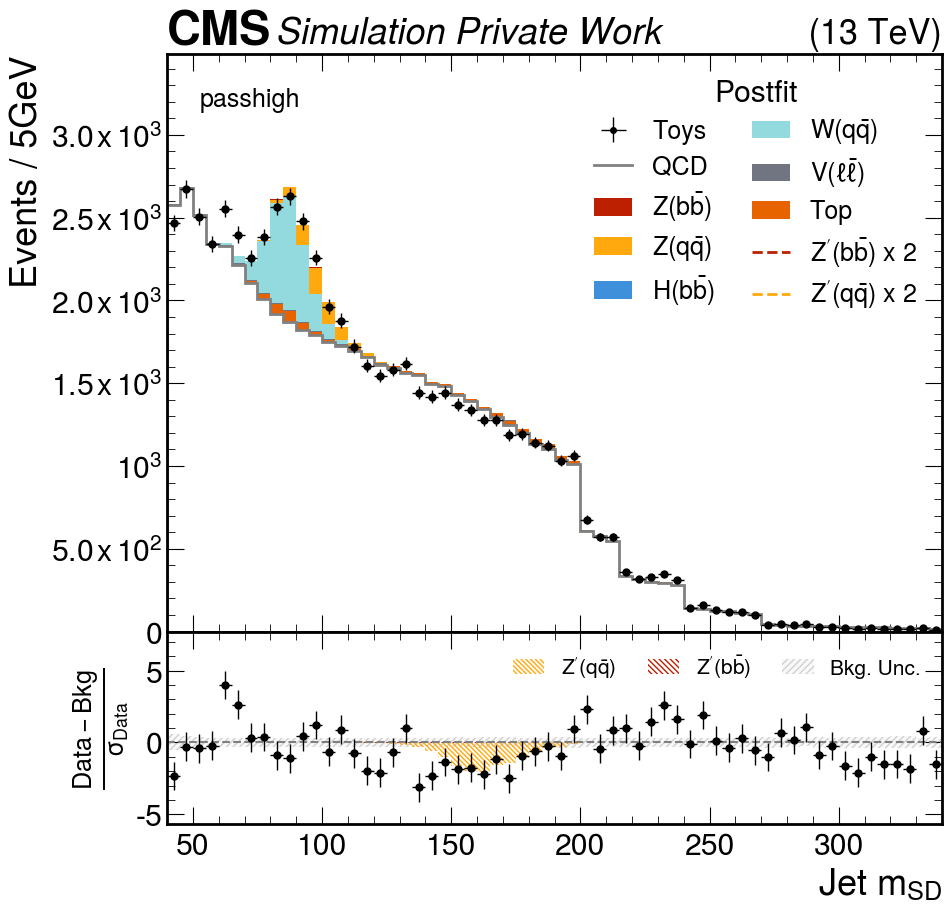 CMS Simulation Private Work (13 TeV)
Events / 5GeV
passhigh
Postfit
Toys
QCD
Z(bb̄)
Z(qq̄)
H(bb̄)
W(qq̄)
V(ℓℓ̄)
Top
Z′(bb̄) x 2
Z′(qq̄) x 2
3.0 x 10³
2.5 x 10³
2.0 x 10³
1.5 x 10³
10³
5.0 x 10²
0
Data − Bkg
σData
Z′(qq̄) Z′(bb̄) Bkg. Unc.
5
0
-5
50 100 150 200 250 300
Jet mSD